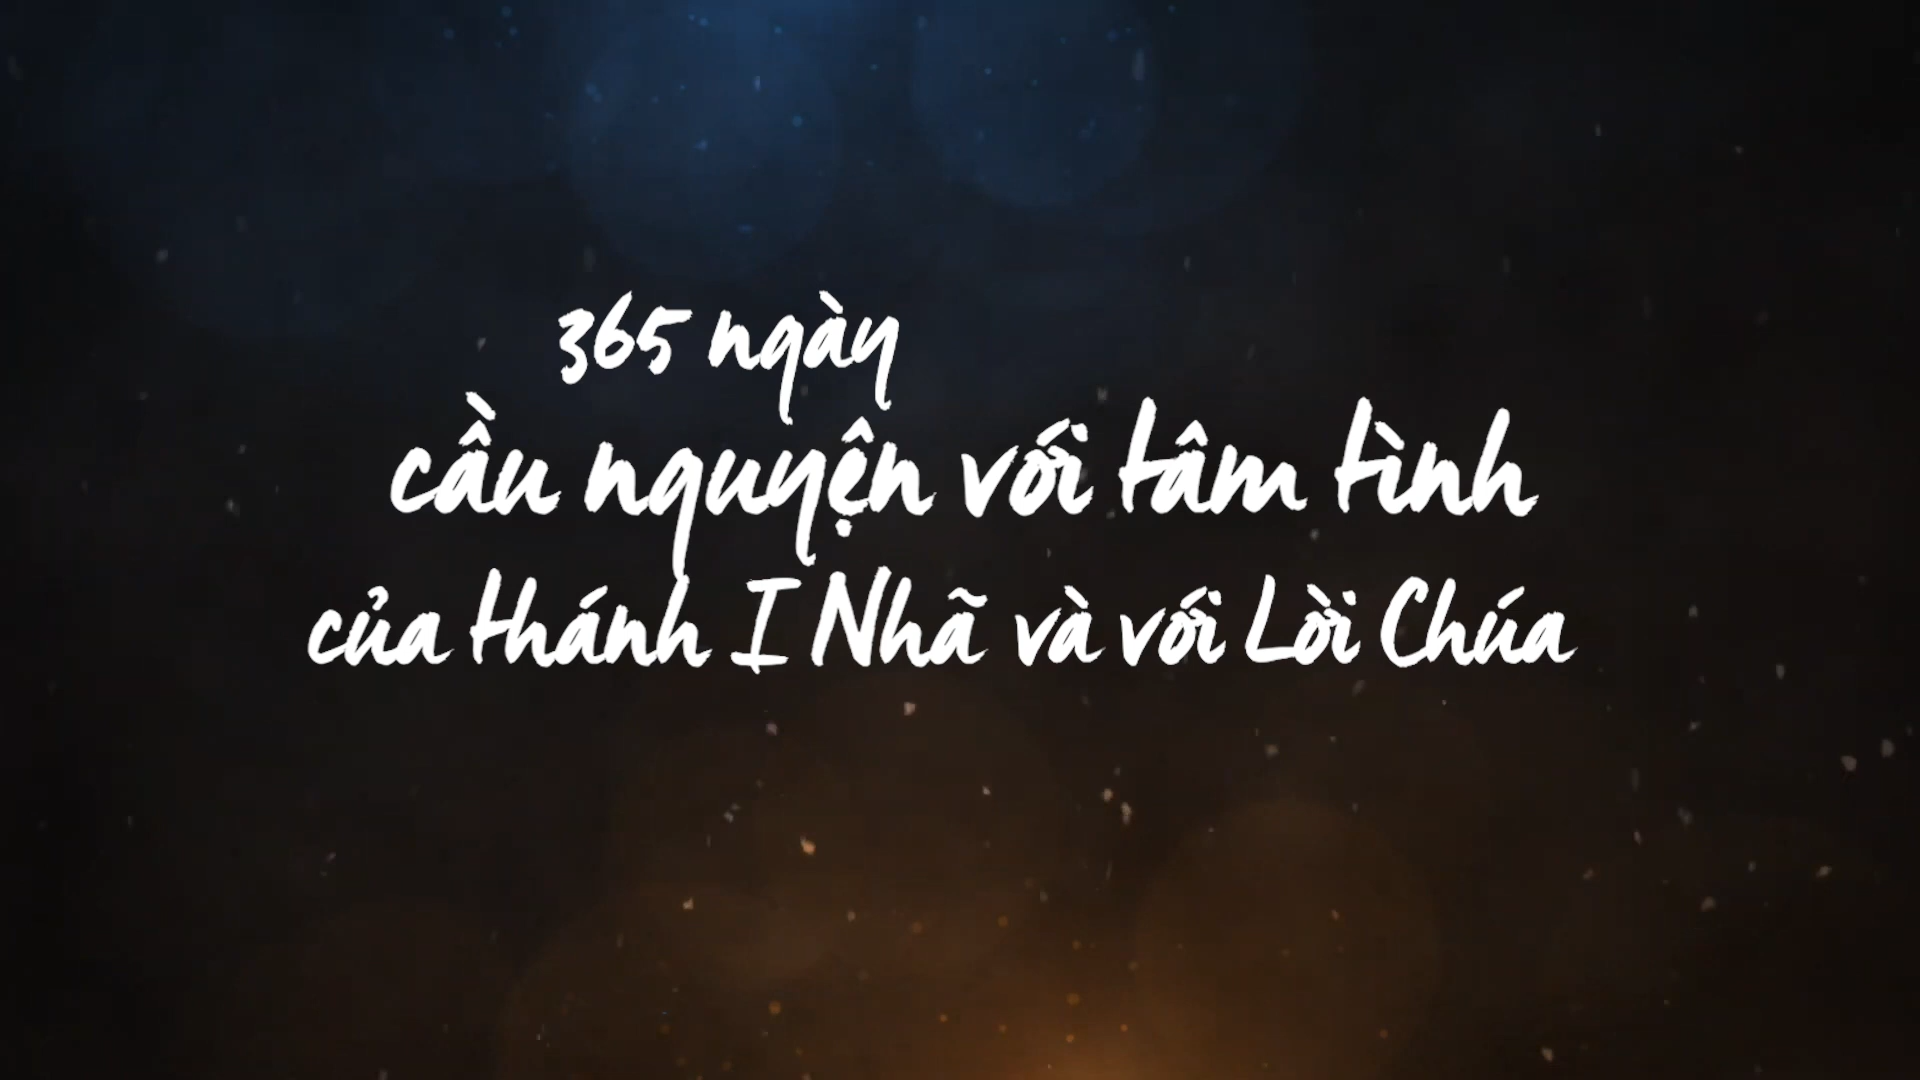 365 ngày
cầu nguyện với tâm tình
của thánh I Nhã và với Lời Chúa